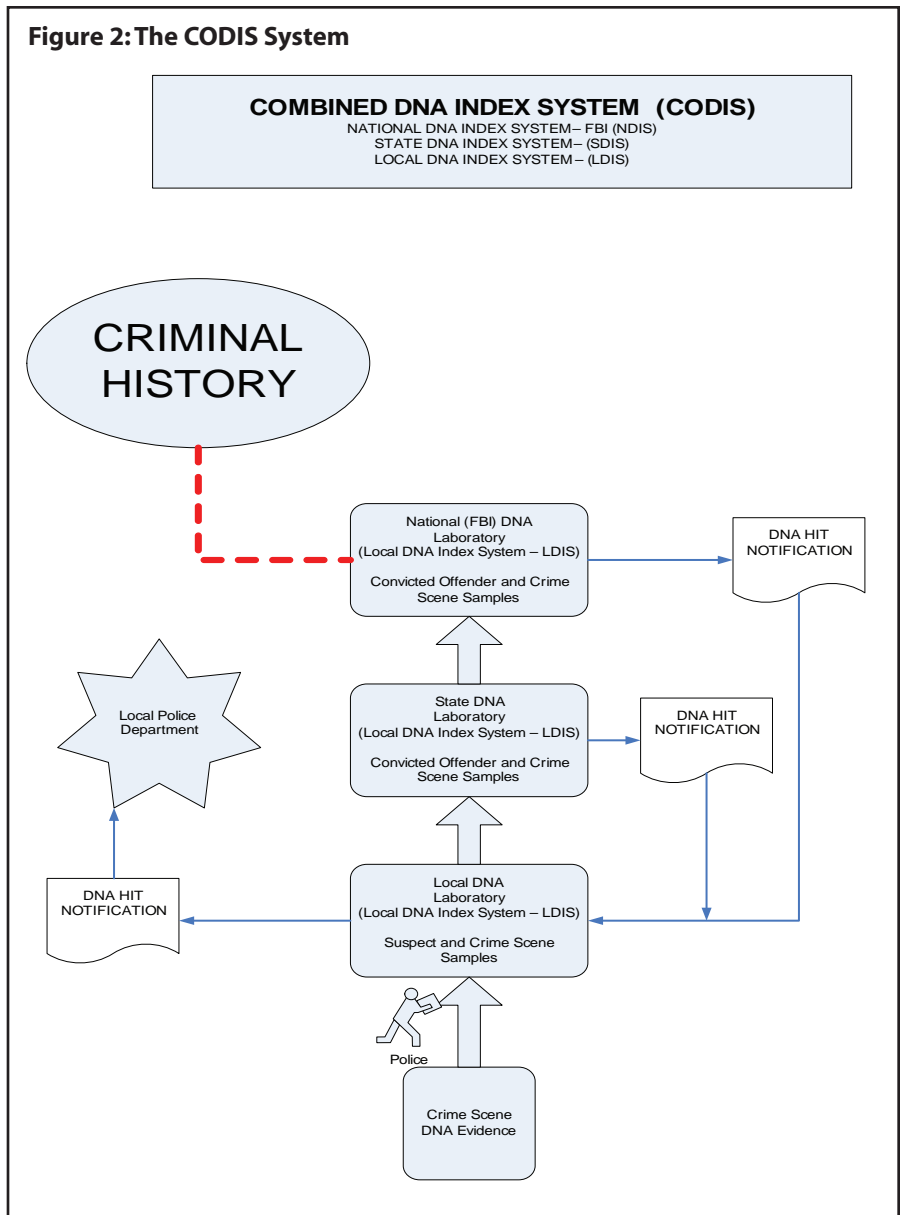 Figure 2: The CODIS System
COMBINED DNA INDEX SYSTEM (CODIS)
NATIONAL DNA INDEX SYSTEM– FBI (NDIS)
STATE DNA INDEX SYSTEM– (SDIS)
LOCAL DNA INDEX SYSTEM– (LDIS)
CRIMINAL
HISTORY
National (FBI) DNA
Laboratory
(Local DNA Index System – LDIS)
Convicted Offender and Crime
Scene Samples
DNA HIT
NOTIFICATION
Local Police
Department
State DNA
Laboratory
(Local DNA Index System – LDIS)
Convicted Offender and Crime
Scene Samples
DNA HIT
NOTIFICATION
DNA HIT
NOTIFICATION
Local DNA
Laboratory
(Local DNA Index System – LDIS)
Suspect and Crime Scene
Samples
Police
Crime Scene
DNA Evidence